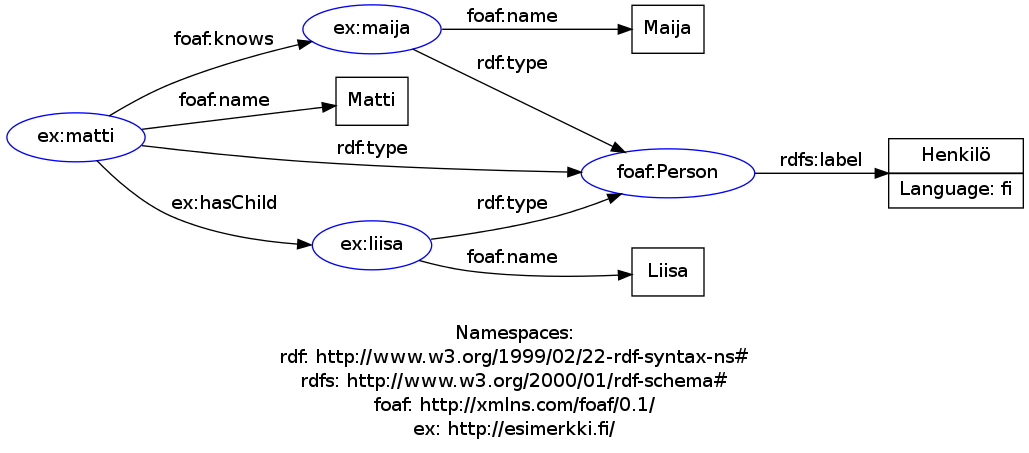 foaf:knows
ex:maija
foaf:name
Maija
rdf:type
foaf:name
Matti
ex:matti
rdf:type
foaf:Person
rdfs:label
Henkilö
Language: fi
ex:hasChild
rdf:type
ex:liisa
foaf:name
Liisa
Namespaces:
rdf: http://www.w3.org/1999/02/22-rdf-syntax-ns#
rdfs: http://www.w3.org/2000/01/rdf-schema#
foaf: http://xmlns.com/foaf/0.1/
ex: http://esimerkki.fi/